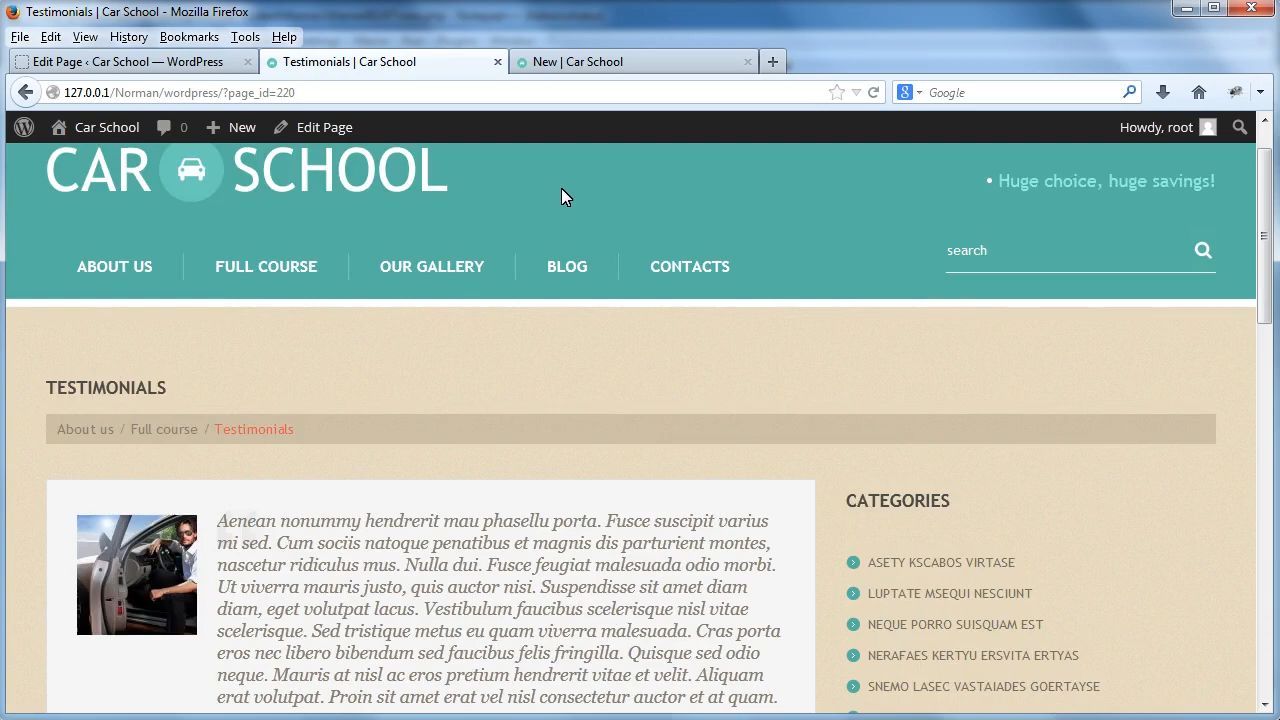 Testimonials | Car School - Mozilla Firefox
File Edit View History Bookmarks Tools Help
Edit Page ‹ Car School — WordPress
Testimonials | Car School
New | Car School
127.0.0.1/Norman/wordpress/?page_id=220
Google
Car School 0 New Edit Page Howdy, root
CAR SCHOOL
Huge choice, huge savings!
search
ABOUT US FULL COURSE OUR GALLERY BLOG CONTACTS
TESTIMONIALS
About us / Full course / Testimonials
Aenean nonummy hendrerit mau phasellu porta. Fusce suscipit varius
mi sed. Cum sociis natoque penatibus et magnis dis parturient montes,
nascetur ridiculus mus. Nulla dui. Fusce feugiat malesuada odio morbi.
Ut viverra mauris justo, quis auctor nisi. Suspendisse sit amet diam
diam, eget volutpat lacus. Vestibulum faucibus scelerisque nisl vitae
scelerisque. Sed tristique metus eu quam viverra malesuada. Cras porta
eros nec libero bibendum sed faucibus felis fringilla. Quisque sed odio
neque. Mauris at nisl ac eros pretium hendrerit vitae et velit. Aliquam
erat volutpat. Proin sit amet erat vel nisl consectetur auctor et at quam.
CATEGORIES
ASETY KSCABOS VIRTASE
LUPTATE MSEQUI NESCIUNT
NEQUE PORRO SUISQUAM EST
NERAFAES KERTYU ERSVITA ERTYAS
SNEMO LASEC VASTAIADES GOERTAYSE